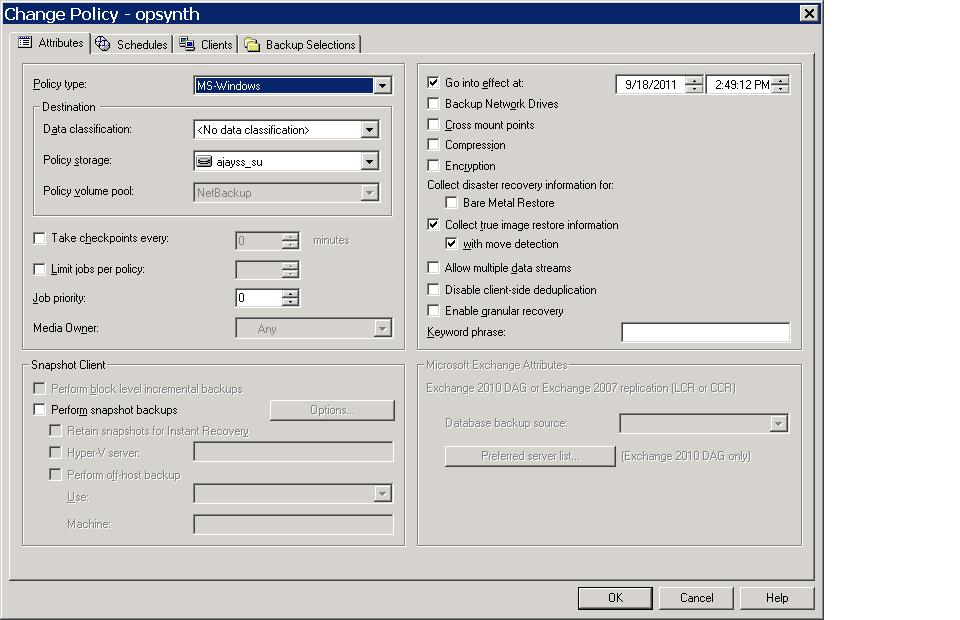 Change Policy - opsynth
Attributes Schedules Clients Backup Selections
Policy type: MS-Windows
Destination
Data classification: <No data classification>
Policy storage: ajayss_su
Policy volume pool: NetBackup
Take checkpoints every: 0 minutes
Limit jobs per policy:
Job priority: 0
Media Owner: Any
Go into effect at: 9/18/2011 2:49:12 PM
Backup Network Drives
Cross mount points
Compression
Encryption
Collect disaster recovery information for:
Bare Metal Restore
Collect true image restore information
with move detection
Allow multiple data streams
Disable client-side deduplication
Enable granular recovery
Keyword phrase:
Snapshot Client
Perform block level incremental backups
Perform snapshot backups Options...
Retain snapshots for Instant Recovery
Hyper-V server:
Perform off-host backup
Use:
Machine:
Microsoft Exchange Attributes
Exchange 2010 DAG or Exchange 2007 replication (LCR or CCR)
Database backup source:
Preferred server list... (Exchange 2010 DAG only)
OK Cancel Help